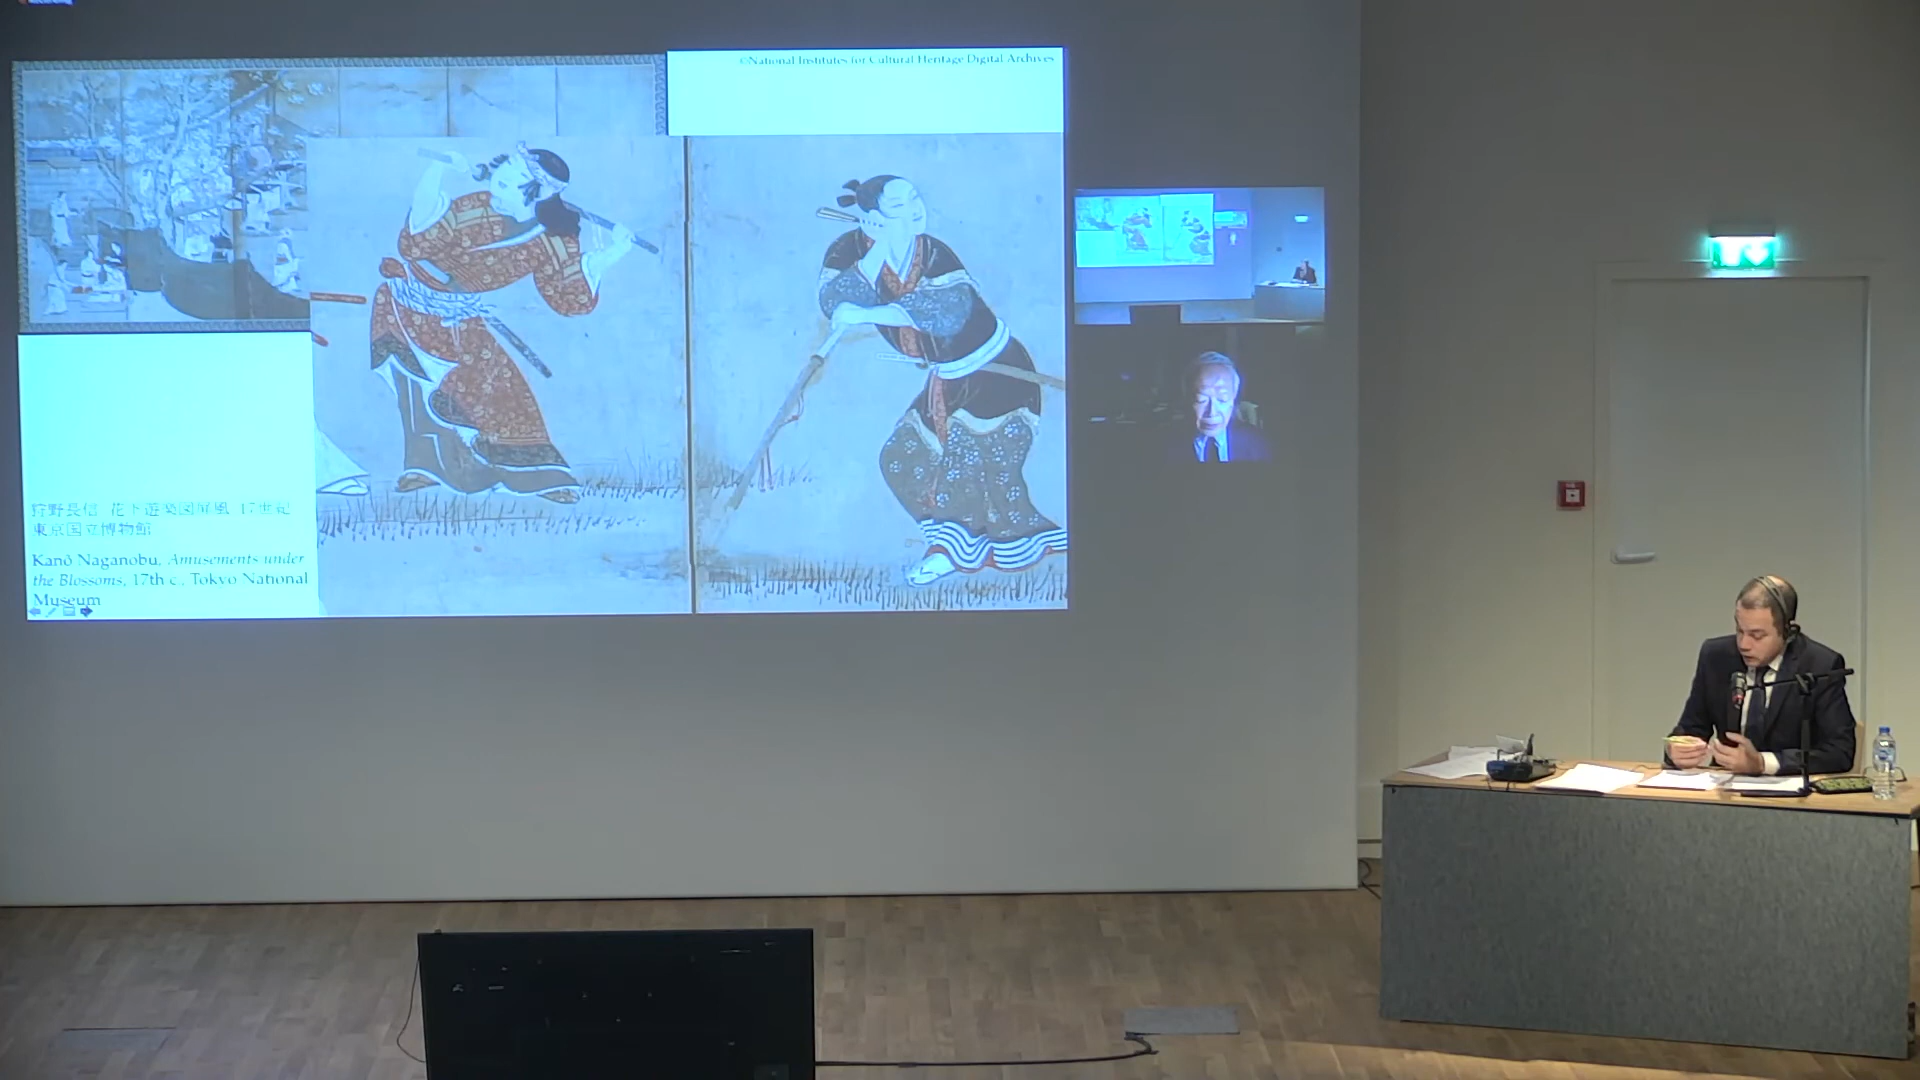 ©National Institutes for Cultural Heritage Digital Archives
狩野長信 花下遊楽図屏風 17世紀
東京国立博物館
Kanô Naganobu, Amusements under
the Blossoms, 17th c., Tokyo National
Museum